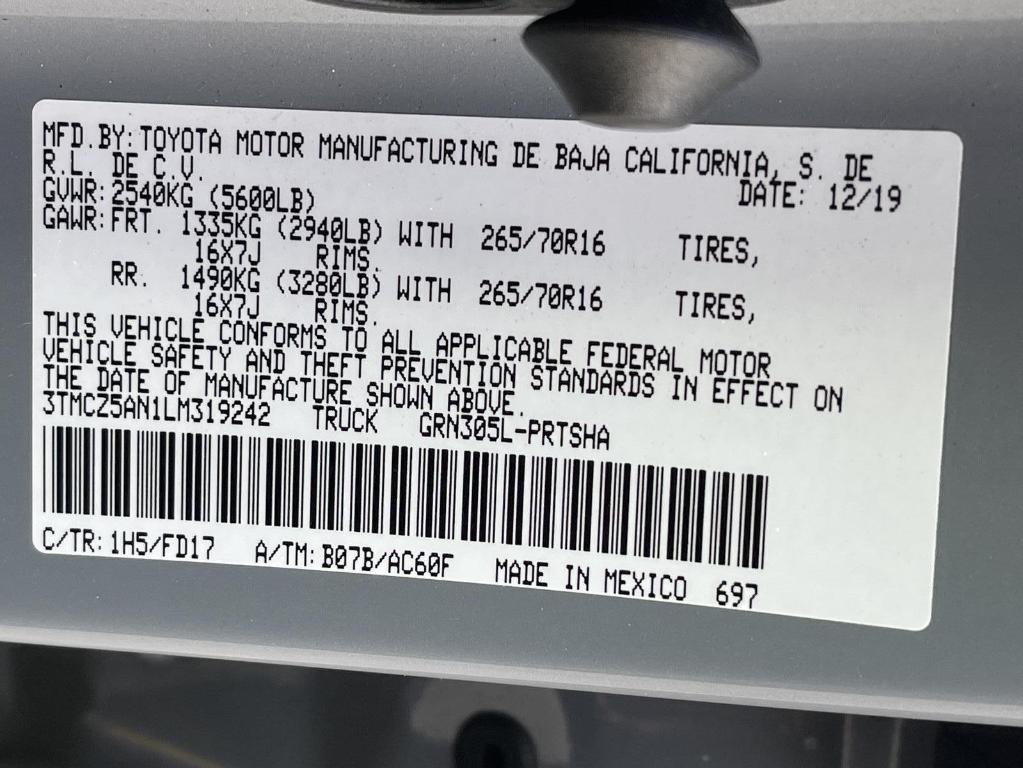 MFD.BY:TOYOTA MOTOR MANUFACTURING DE BAJA CALIFORNIA, S. DE
R.L. DE C.V.
DATE: 12/19
GVWR:2540KG (5600LB)
GAWR:FRT. 1335KG (2940LB) WITH 265/70R16 TIRES,
16X7J RIMS.
RR. 1490KG (3280LB) WITH 265/70R16 TIRES,
16X7J RIMS.
THIS VEHICLE CONFORMS TO ALL APPLICABLE FEDERAL MOTOR
VEHICLE SAFETY AND THEFT PREVENTION STANDARDS IN EFFECT ON
THE DATE OF MANUFACTURE SHOWN ABOVE.
3TMCZ5AN1LM319242 TRUCK GRN305L-PRTSHA
C/TR:1H5/FD17 A/TM:B07B/AC60F MADE IN MEXICO 697